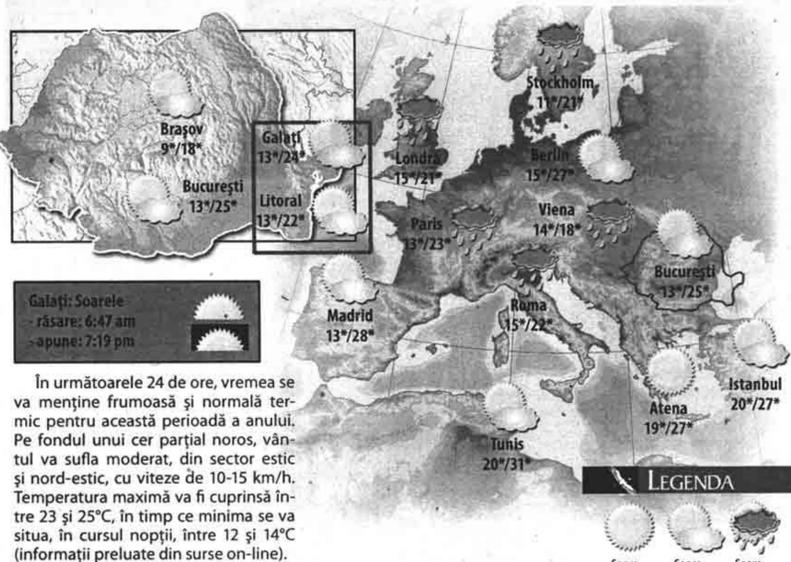 Brașov
9*/18*
București
13*/25*
Galați
13*/24*
Litoral
13*/22*
Stockholm
11*/21*
Londra
15*/21*
Berlin
15*/27*
Paris
13*/23*
Viena
14*/18*
București
13*/25*
Madrid
13*/28*
Roma
15*/22*
Istanbul
20*/27*
Atena
19*/27*
Tunis
20*/31*
Galați: Soarele
- răsare: 6:47 am
- apune: 7:19 pm
În următoarele 24 de ore, vremea se
va menține frumoasă și normală ter-
mic pentru această perioadă a anului.
Pe fondul unui cer parțial noros, vân-
tul va sufla moderat, din sector estic
și nord-estic, cu viteze de 10-15 km/h.
Temperatura maximă va fi cuprinsă în-
tre 23 și 25°C, în timp ce minima se va
situa, în cursul nopții, între 12 și 14°C
(informații preluate din surse on-line).
LEGENDA